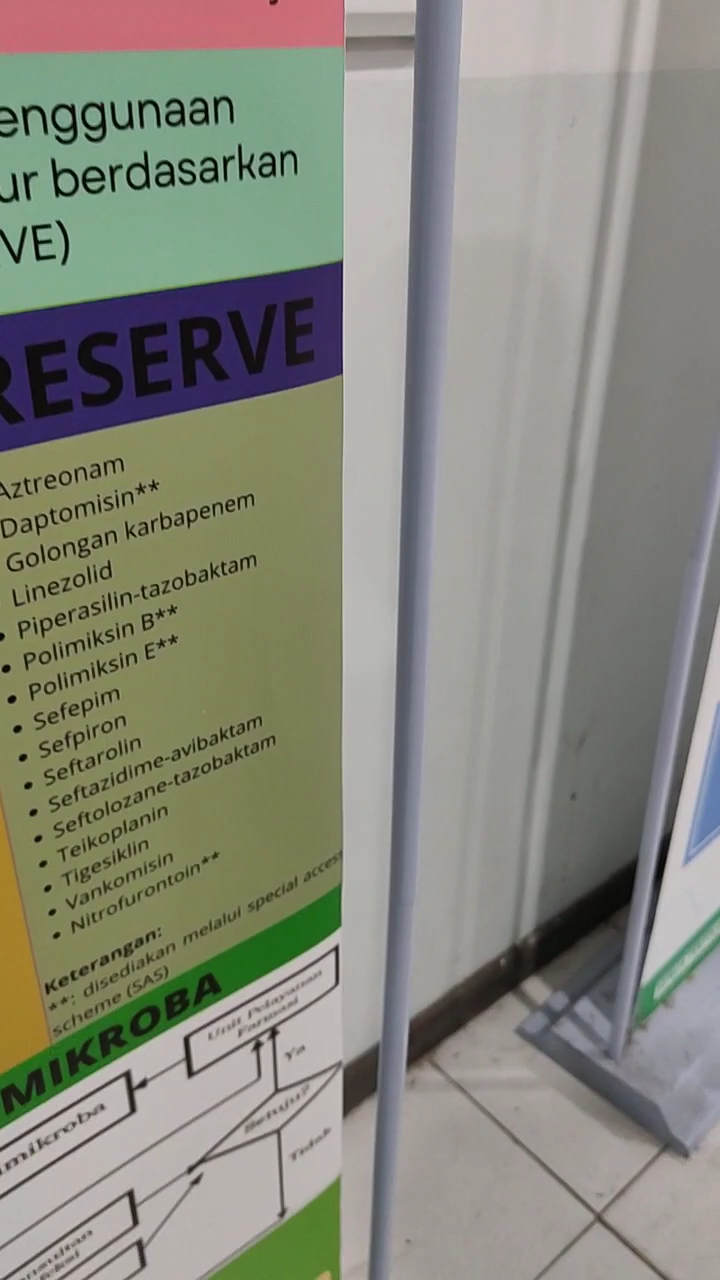 enggunaan
ur berdasarkan
VE)
RESERVE
Aztreonam
Daptomisin**
Golongan karbapenem
Linezolid
• Piperasilin-tazobaktam
• Polimiksin B**
• Polimiksin E**
• Sefepim
• Sefpiron
• Seftarolin
• Seftazidime-avibaktam
• Seftolozane-tazobaktam
• Teikoplanin
• Tigesiklin
• Vankomisin
• Nitrofurontoin**
Keterangan:
**: disediakan melalui special access
scheme (SAS)
MIKROBA
Unit Pelayanan
Farmasi
Ya
mikroba
Setuju?
Tidak